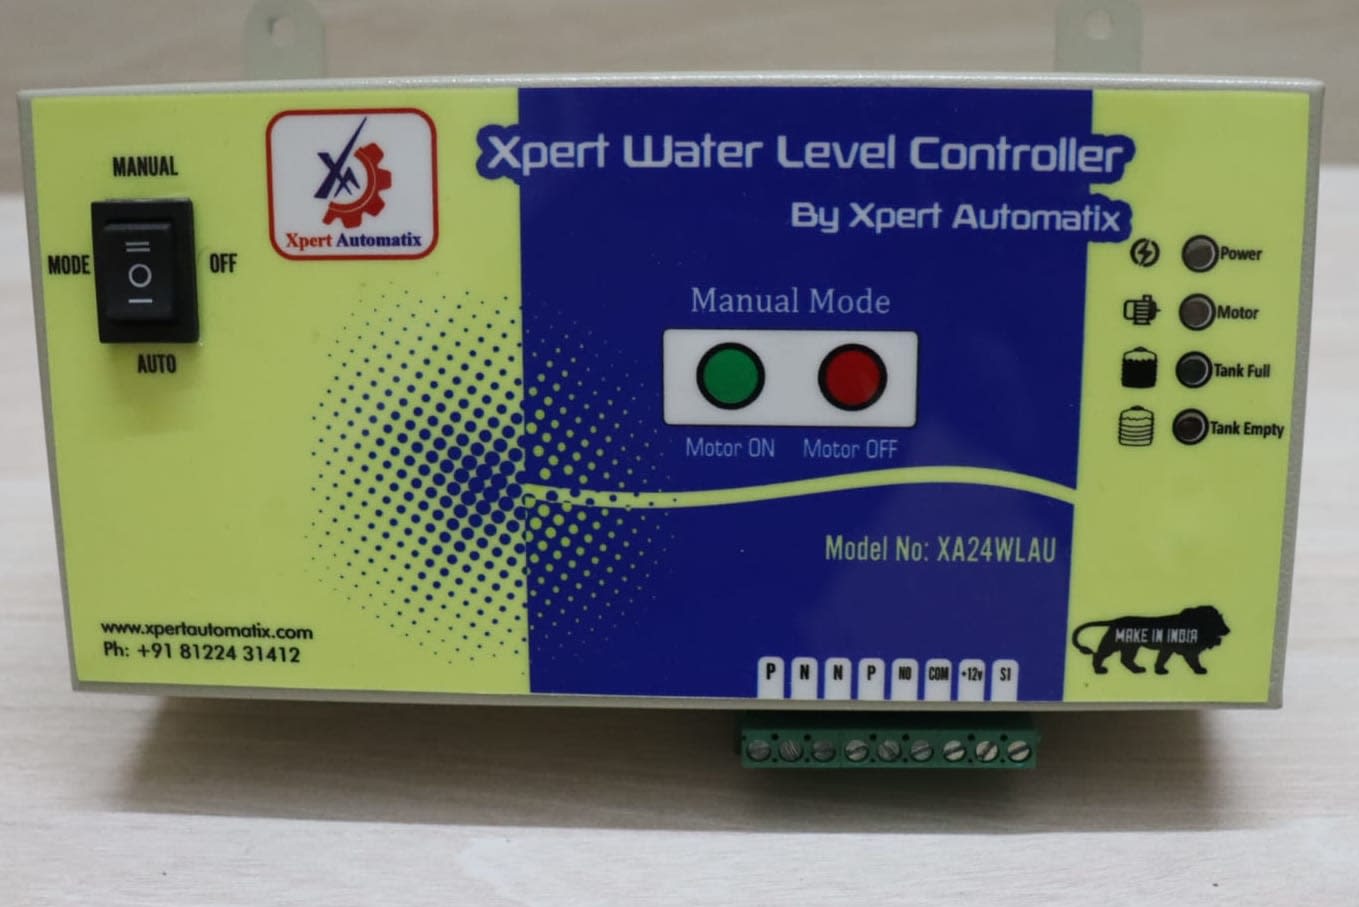 MANUAL
MODE
OFF
AUTO
Xpert Automatix
Xpert Water Level Controller
By Xpert Automatix
Manual Mode
Motor ON Motor OFF
Power
Motor
Tank Full
Tank Empty
Model No: XA24WLAU
www.xpertautomatix.com
Ph: +91 81224 31412
MAKE IN INDIA
P N N P NO COM +12v S1